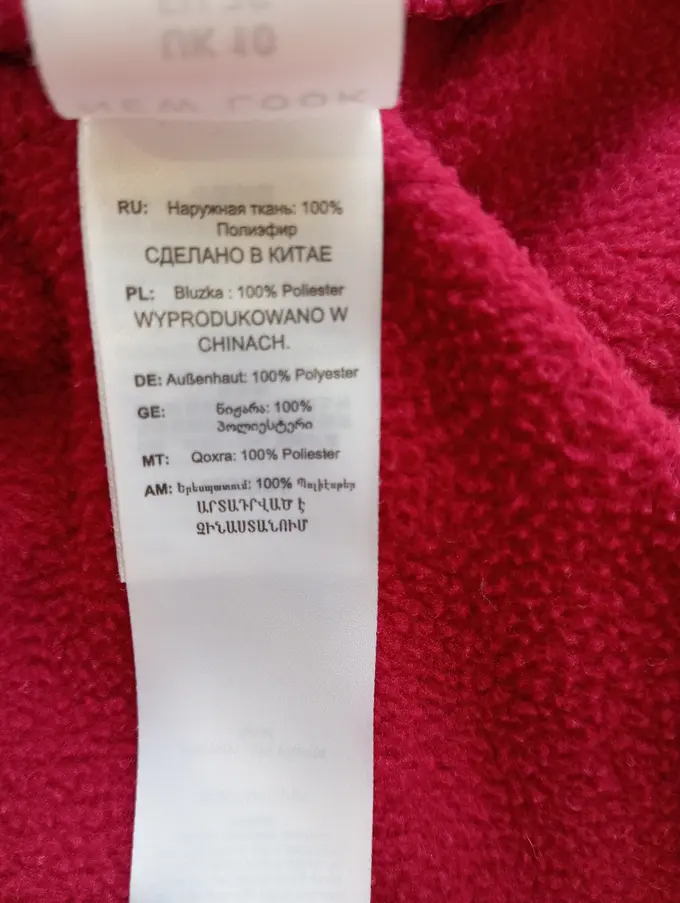 UK 10
NEW LOOK
RU: Наружная ткань: 100%
Полиэфир
СДЕЛАНО В КИТАЕ
PL: Bluzka : 100% Poliester
WYPRODUKOWANO W
CHINACH.
DE: Außenhaut: 100% Polyester
GE: ნიჟარა: 100%
პოლიესტერი
MT: Qoxra: 100% Poliester
AM: Երեսպատում: 100% Պոլիէսթեր
ԱՐՏԱԴՐՎԱԾ է
ՉԻՆԱՍՏԱՆՈՒՄ